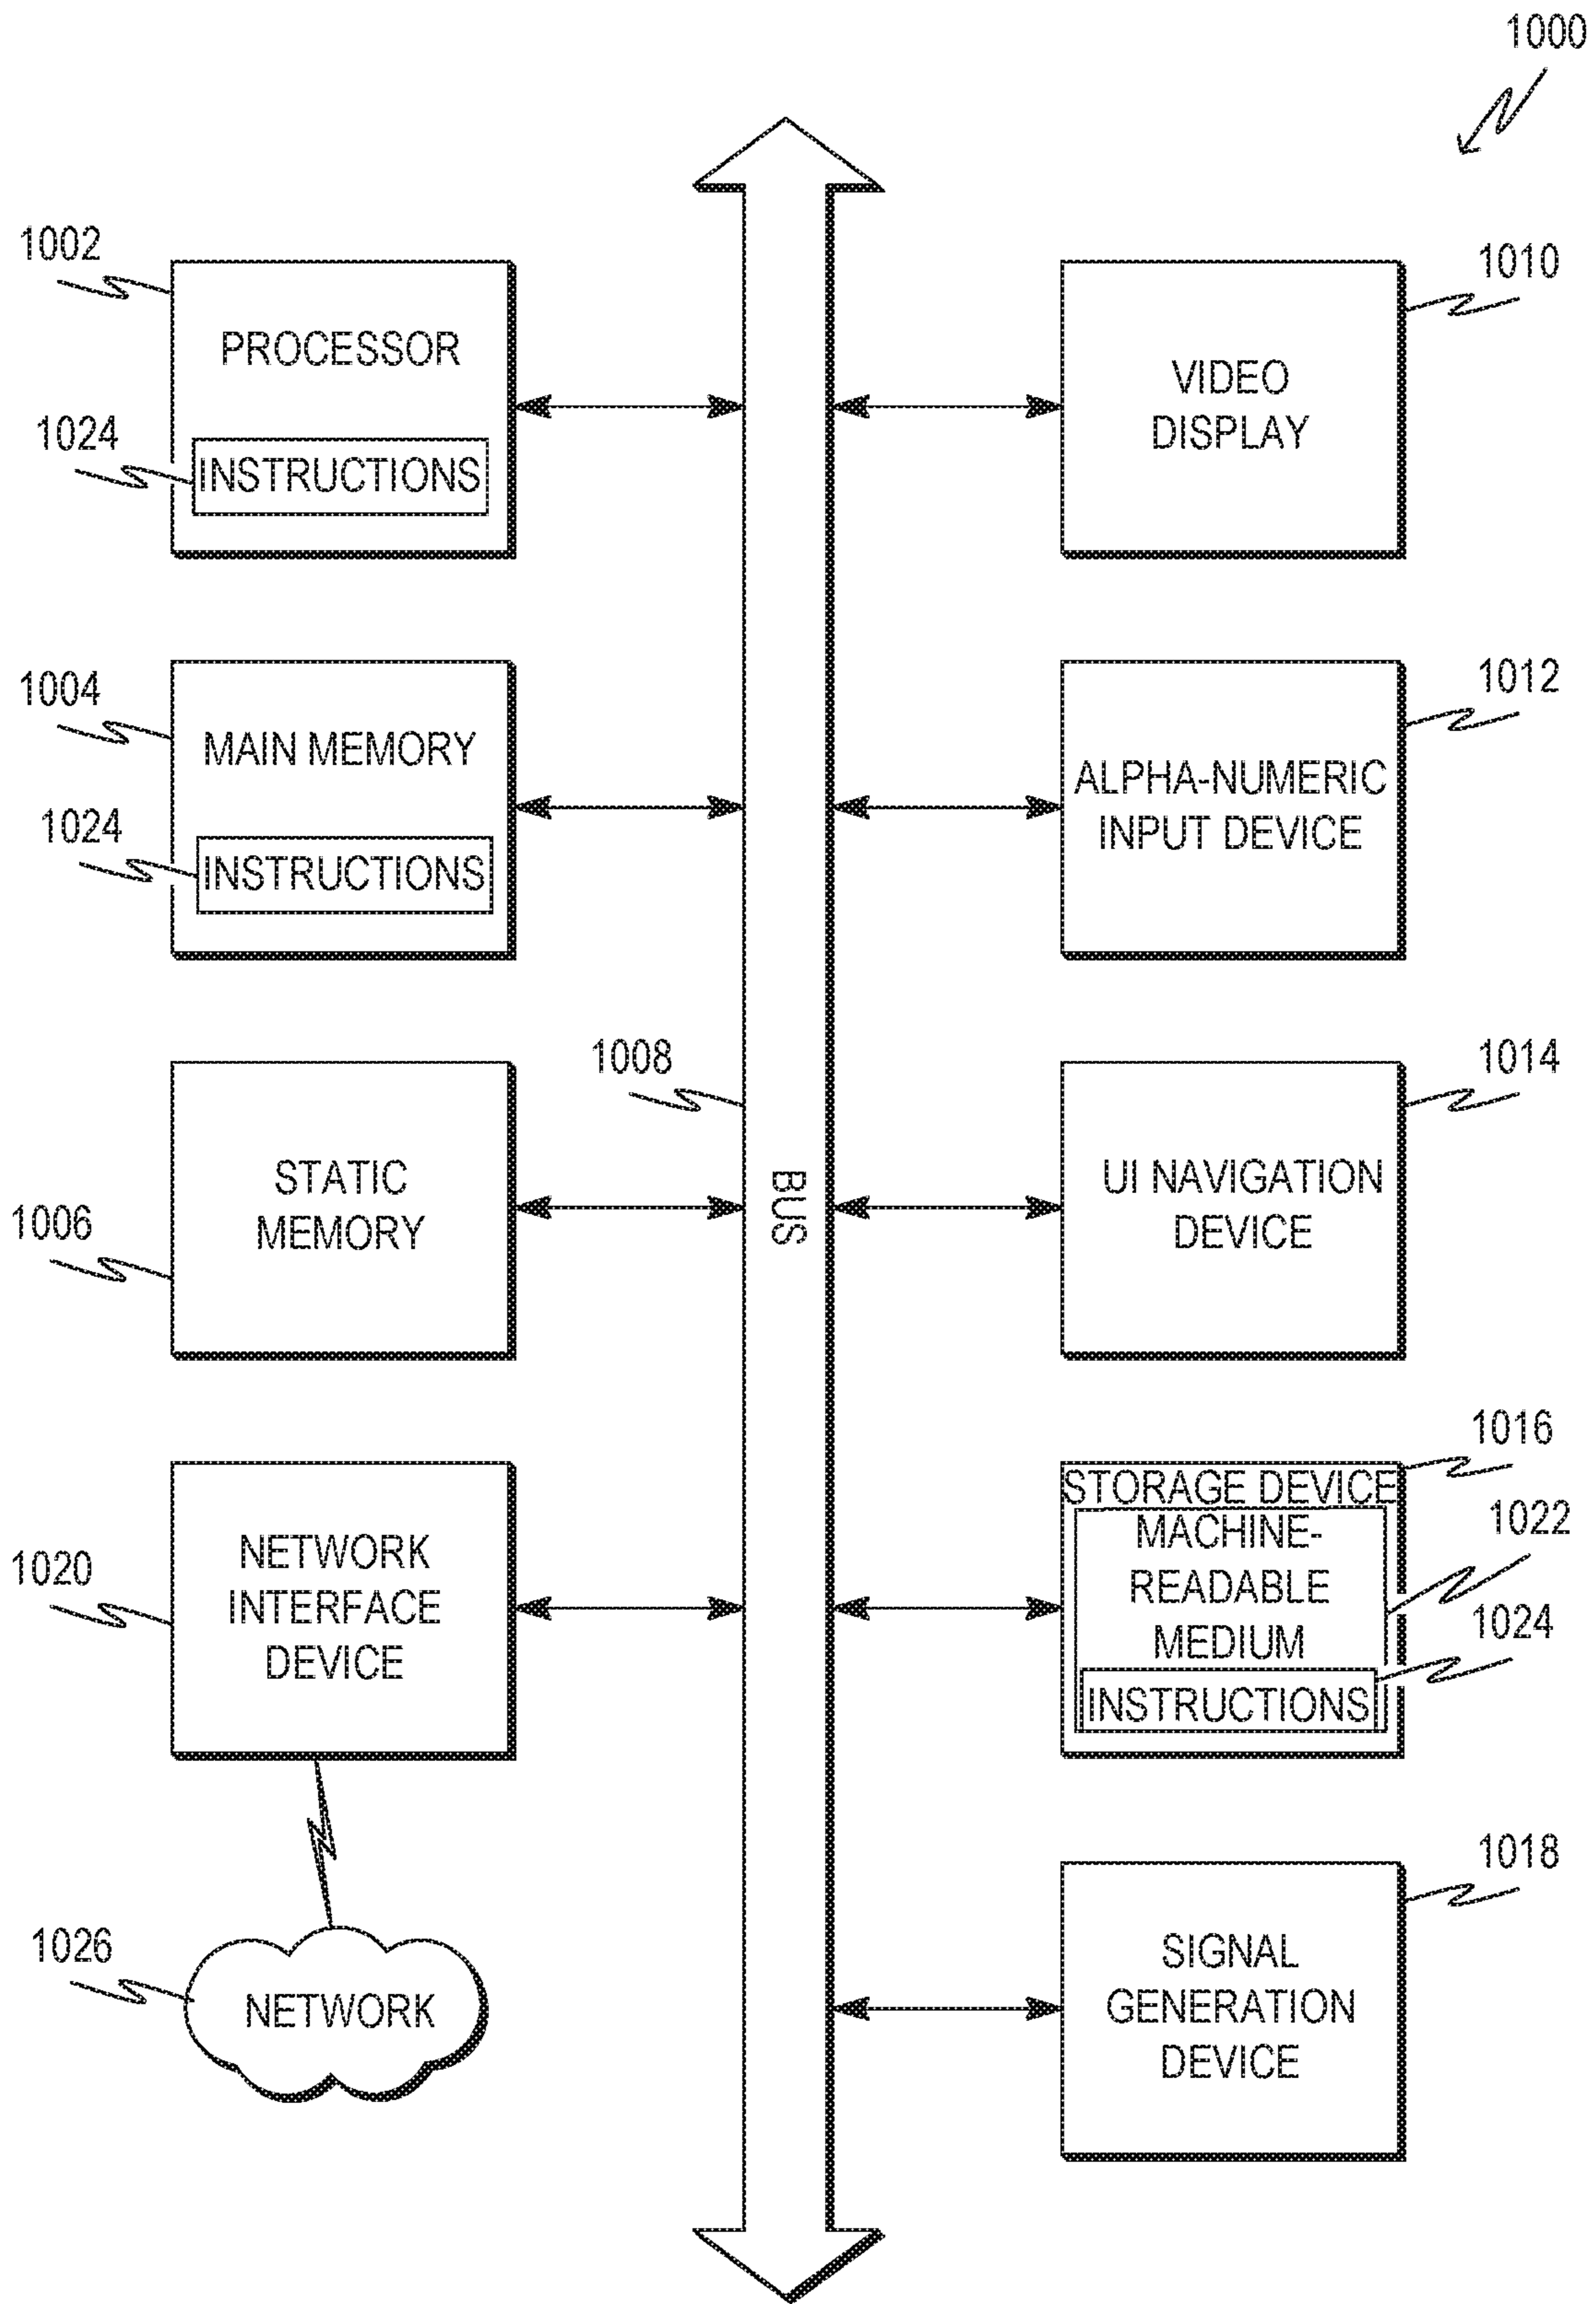 1000
1002
PROCESSOR
1024
INSTRUCTIONS
1010
VIDEO
DISPLAY
1004
MAIN MEMORY
1024
INSTRUCTIONS
1012
ALPHA-NUMERIC
INPUT DEVICE
1006
STATIC
MEMORY
1008
BUS
1014
UI NAVIGATION
DEVICE
1020
NETWORK
INTERFACE
DEVICE
1016
STORAGE DEVICE
1022
MACHINE-
READABLE
MEDIUM
1024
INSTRUCTIONS
1026
NETWORK
1018
SIGNAL
GENERATION
DEVICE